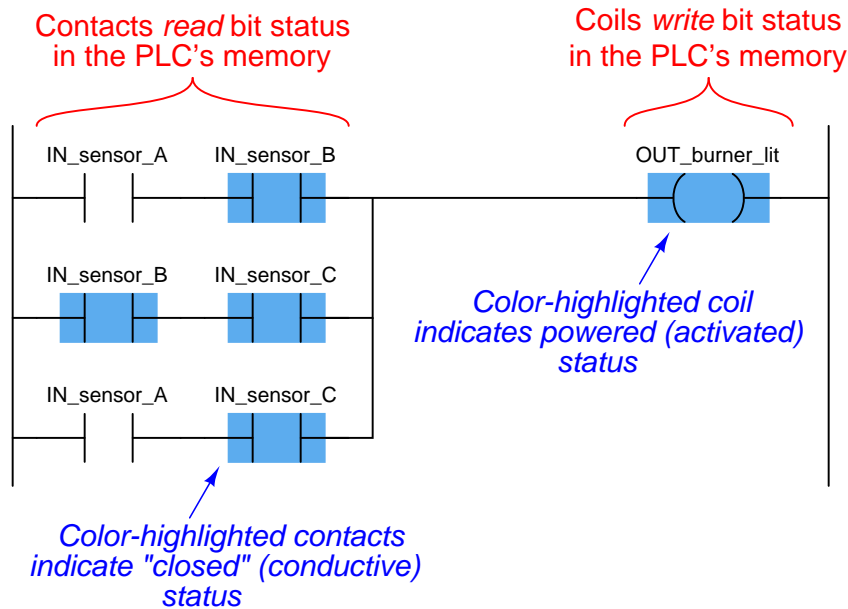 Contacts read bit status
in the PLC's memory
Coils write bit status
in the PLC's memory
IN_sensor_A
IN_sensor_B
OUT_burner_lit
IN_sensor_B
IN_sensor_C
Color-highlighted coil
indicates powered (activated)
status
IN_sensor_A
IN_sensor_C
Color-highlighted contacts
indicate "closed" (conductive)
status